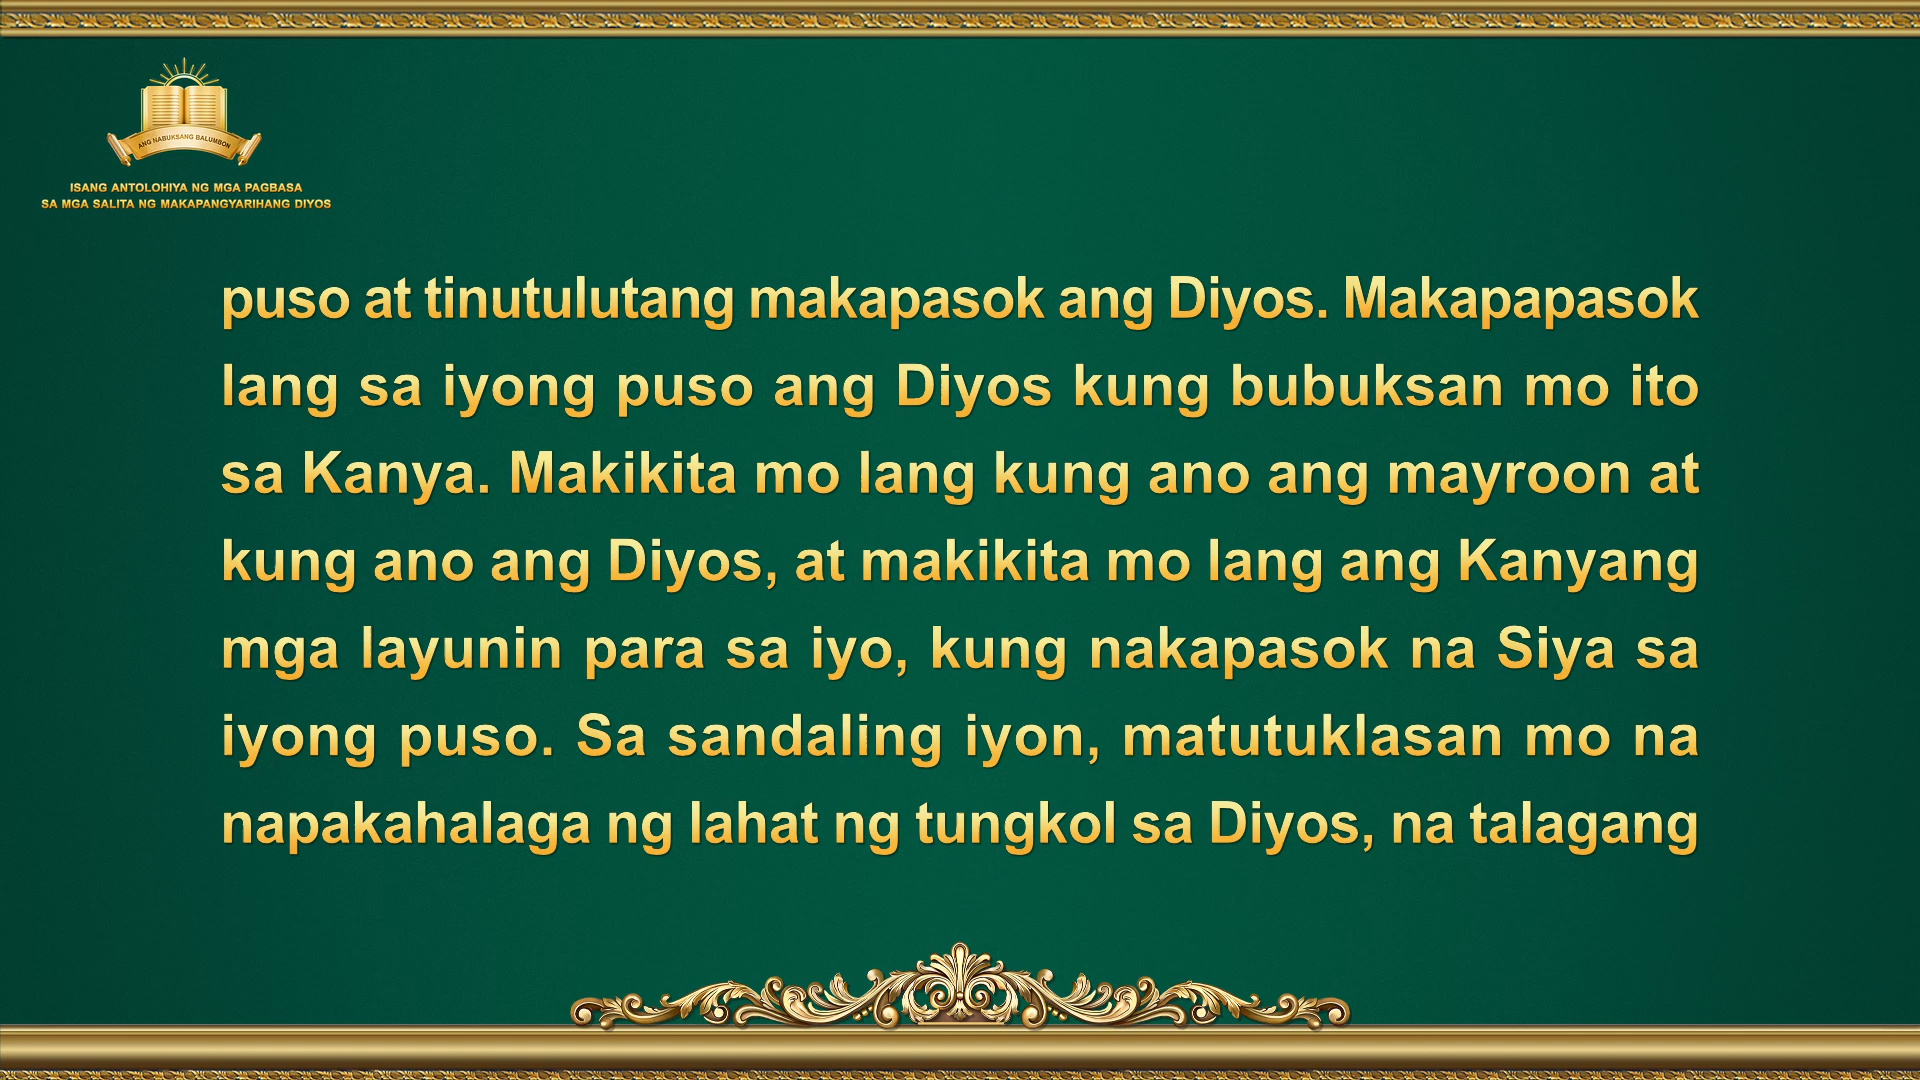 ANG NABUKSANG BALUMBON
ISANG ANTOLOHIYA NG MGA PAGBASA
SA MGA SALITA NG MAKAPANGYARIHANG DIYOS
puso at tinutulutang makapasok ang Diyos. Makapapasok
lang sa iyong puso ang Diyos kung bubuksan mo ito
sa Kanya. Makikita mo lang kung ano ang mayroon at
kung ano ang Diyos, at makikita mo lang ang Kanyang
mga layunin para sa iyo, kung nakapasok na Siya sa
iyong puso. Sa sandaling iyon, matutuklasan mo na
napakahalaga ng lahat ng tungkol sa Diyos, na talagang